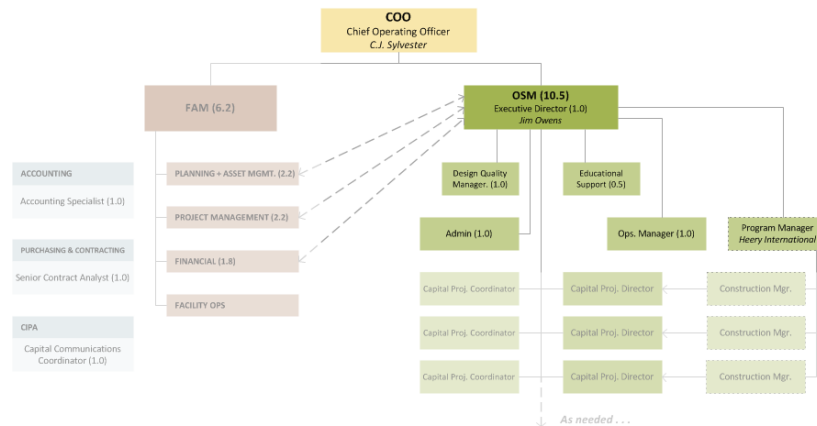 COO
Chief Operating Officer
C.J. Sylvester
FAM (6.2)
OSM (10.5)
Executive Director (1.0)
Jim Owens
ACCOUNTING
Accounting Specialist (1.0)
PURCHASING & CONTRACTING
Senior Contract Analyst (1.0)
CIPA
Capital Communications
Coordinator (1.0)
PLANNING + ASSET MGMT. (2.2)
PROJECT MANAGEMENT (2.2)
FINANCIAL (1.8)
FACILITY OPS
Design Quality
Manager. (1.0)
Educational
Support (0.5)
Admin (1.0)
Ops. Manager (1.0)
Program Manager
Heery International
Capital Proj. Coordinator
Capital Proj. Director
Construction Mgr.
Capital Proj. Coordinator
Capital Proj. Director
Construction Mgr.
Capital Proj. Coordinator
Capital Proj. Director
Construction Mgr.
As needed . . .